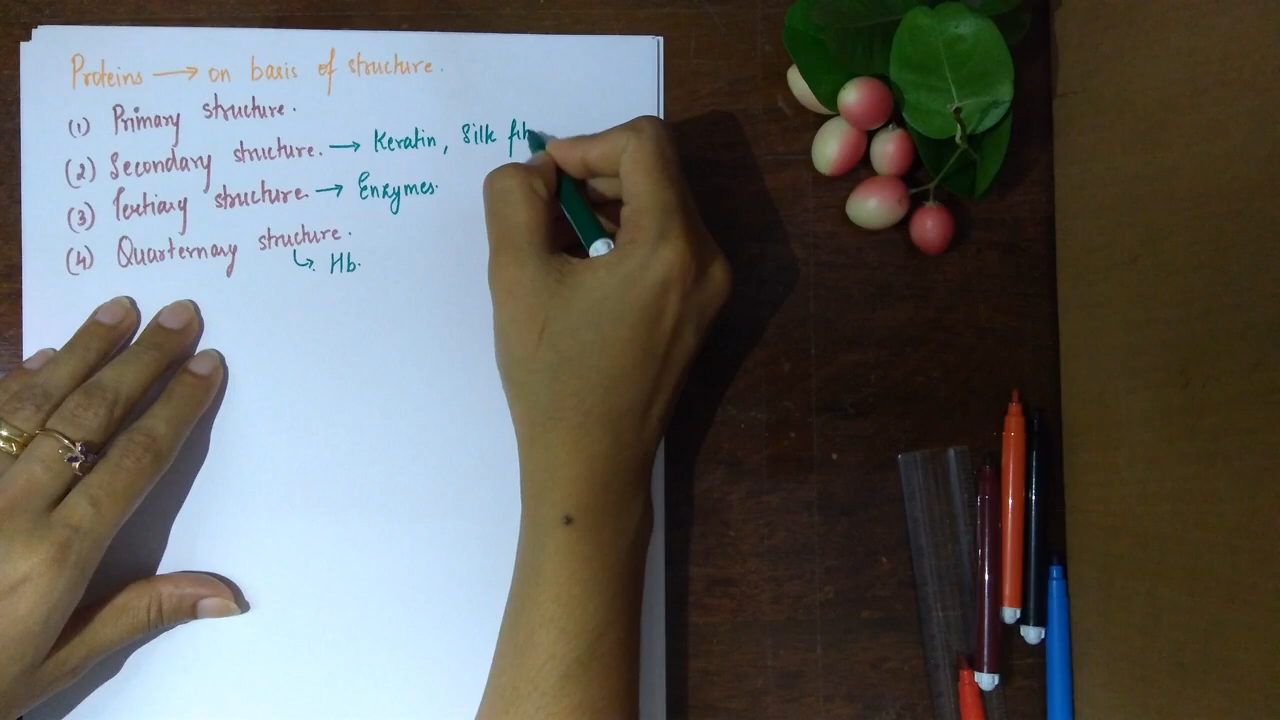 Proteins → on basis of structure.
(1) Primary structure.
(2) Secondary structure. → Keratin, Silk fib
(3) Tertiary structure → Enzymes.
(4) Quarternary structure.
↳ Hb.